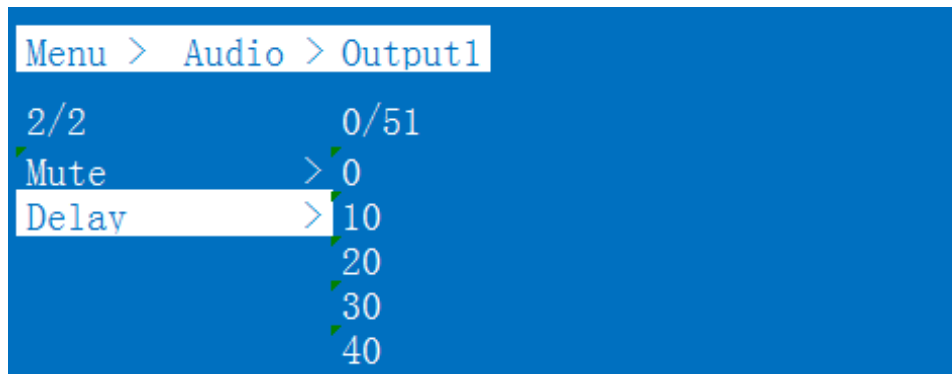 Menu > Audio > Output1
2/2 0/51
Mute > 0
Delay > 10
20
30
40